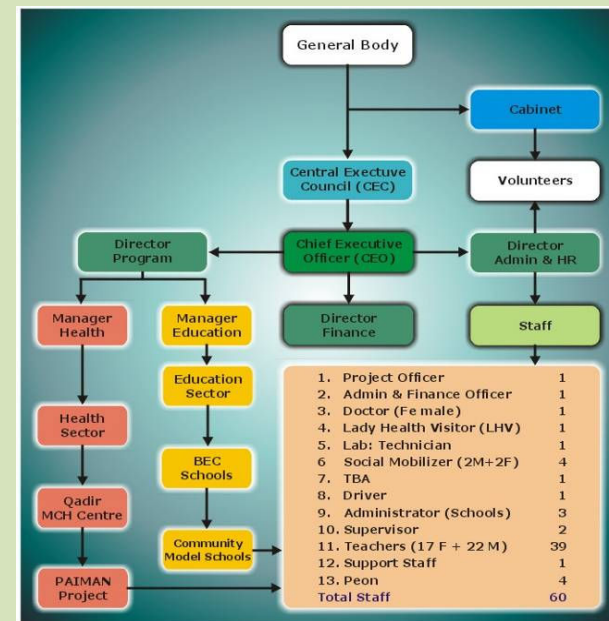 General Body
Cabinet
Central Exectuve
Council (CEC)
Volunteers
Director
Program
Chief Executive
Officer (CEO)
Director
Admin & HR
Manager
Health
Manager
Education
Director
Finance
Staff
Health
Sector
Education
Sector
BEC
Schools
Qadir
MCH Centre
Community
Model Schools
PAIMAN
Project
1. Project Officer 1
2. Admin & Finance Officer 1
3. Doctor (Fe male) 1
4. Lady Health Visitor (LHV) 1
5. Lab: Technician 1
6 Social Mobilizer (2M+2F) 4
7. TBA 1
8. Driver 1
9. Administrator (Schools) 3
10. Supervisor 2
11. Teachers (17 F + 22 M) 39
12. Support Staff 1
13. Peon 4
Total Staff 60